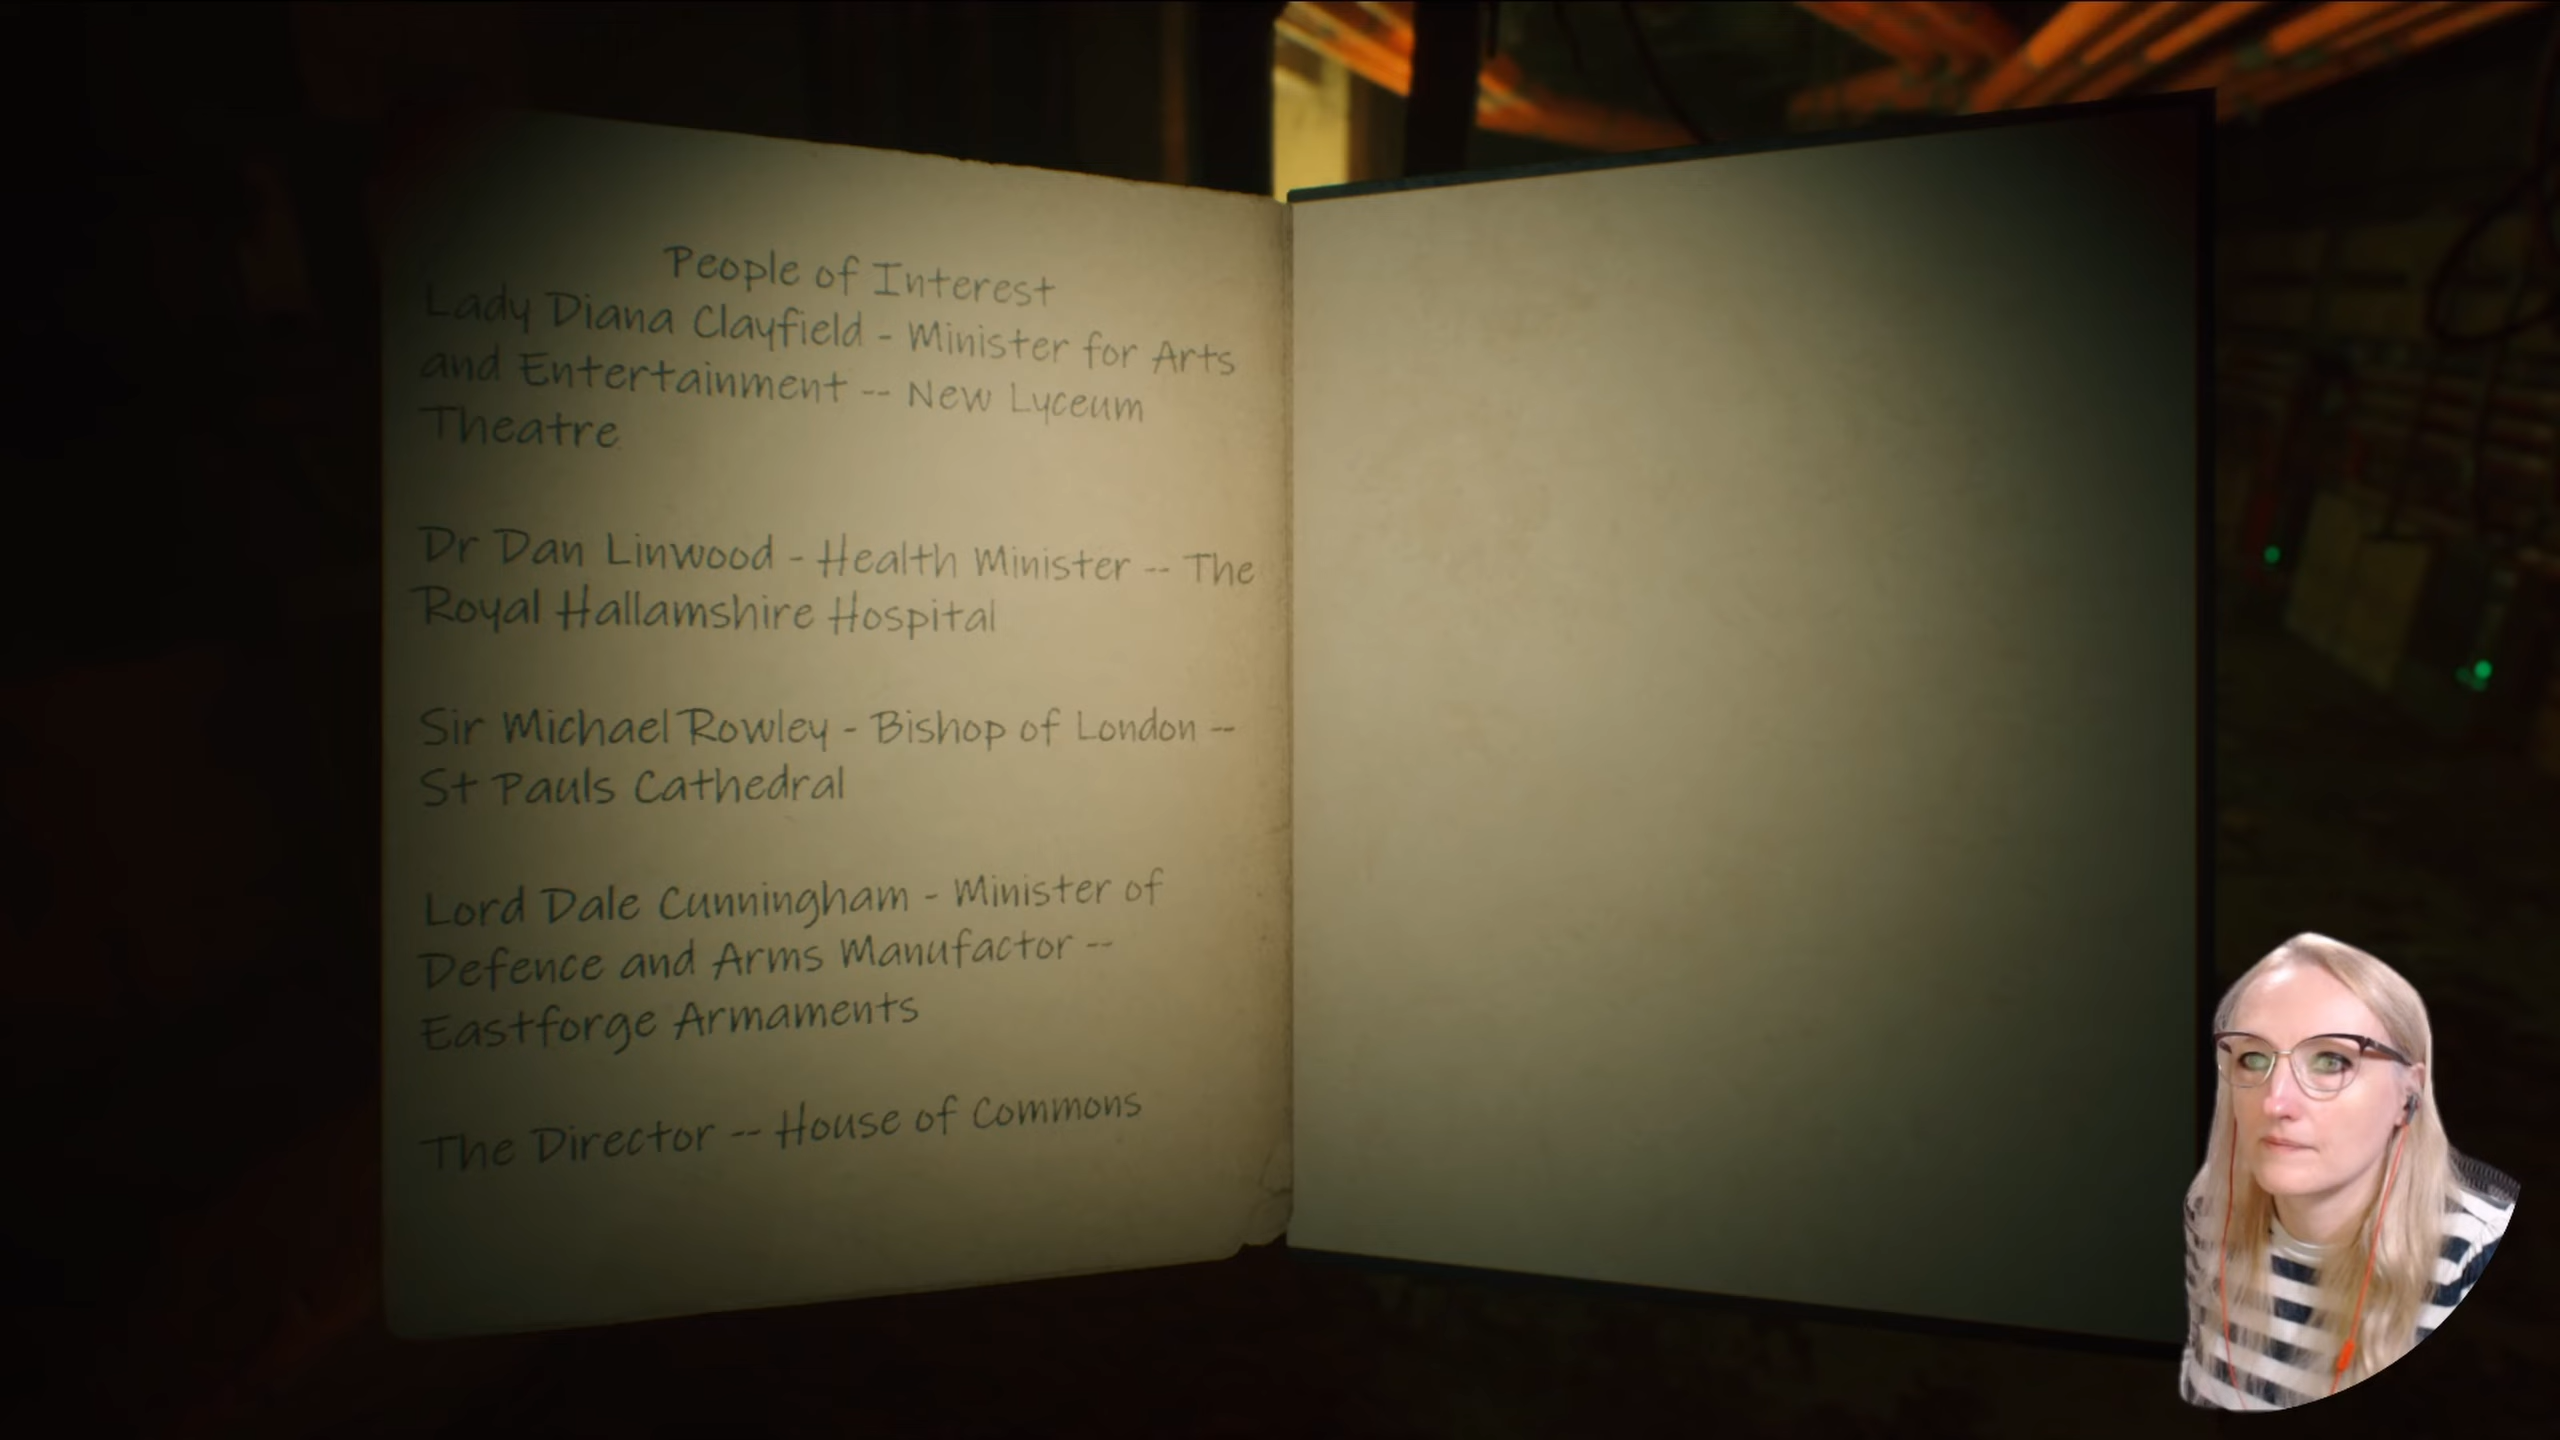 People of Interest
Lady Diana Clayfield - Minister for Arts
and Entertainment -- New Lyceum
Theatre
Dr Dan Linwood - Health Minister -- The
Royal Hallamshire Hospital
Sir Michael Rowley - Bishop of London --
St Pauls Cathedral
Lord Dale Cunningham - Minister of
Defence and Arms Manufactor --
Eastforge Armaments
The Director -- House of Commons